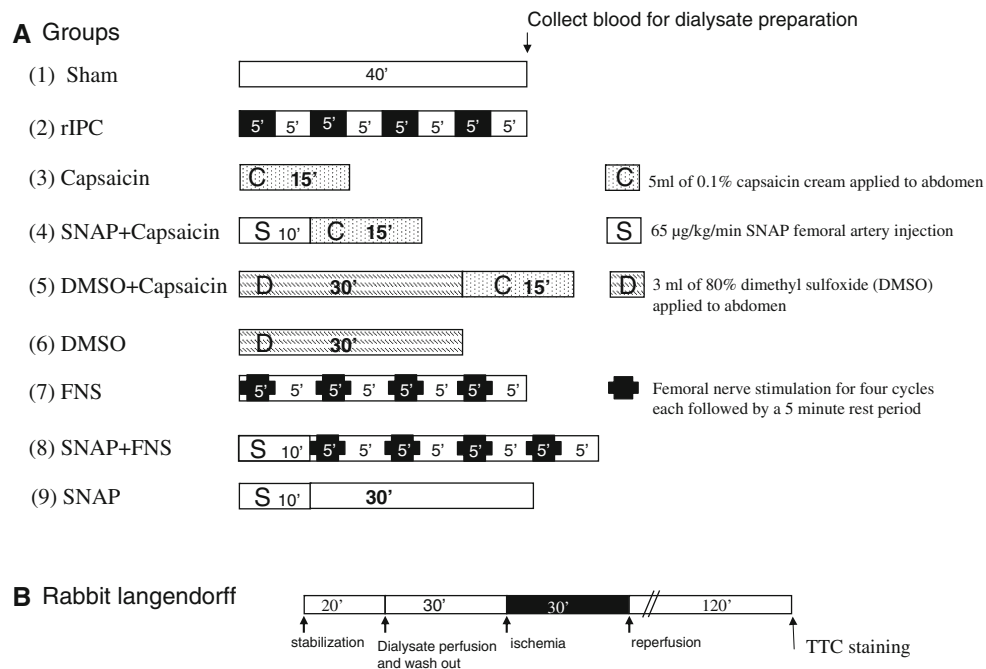 Collect blood for dialysate preparation
A Groups
(1) Sham
40'
(2) rIPC
5' 5' 5' 5' 5' 5' 5' 5'
(3) Capsaicin
C 15'
C 5ml of 0.1% capsaicin cream applied to abdomen
(4) SNAP+Capsaicin
S 10' C 15'
S 65 µg/kg/min SNAP femoral artery injection
(5) DMSO+Capsaicin
D 30' C 15'
D 3 ml of 80% dimethyl sulfoxide (DMSO)
applied to abdomen
(6) DMSO
D 30'
(7) FNS
5' 5' 5' 5' 5' 5' 5' 5'
Femoral nerve stimulation for four cycles
each followed by a 5 minute rest period
(8) SNAP+FNS
S 10' 5' 5' 5' 5' 5' 5' 5' 5'
(9) SNAP
S 10' 30'
B Rabbit langendorff
20' 30' 30' 120'
stabilization
Dialysate perfusion
and wash out
ischemia
reperfusion
TTC staining